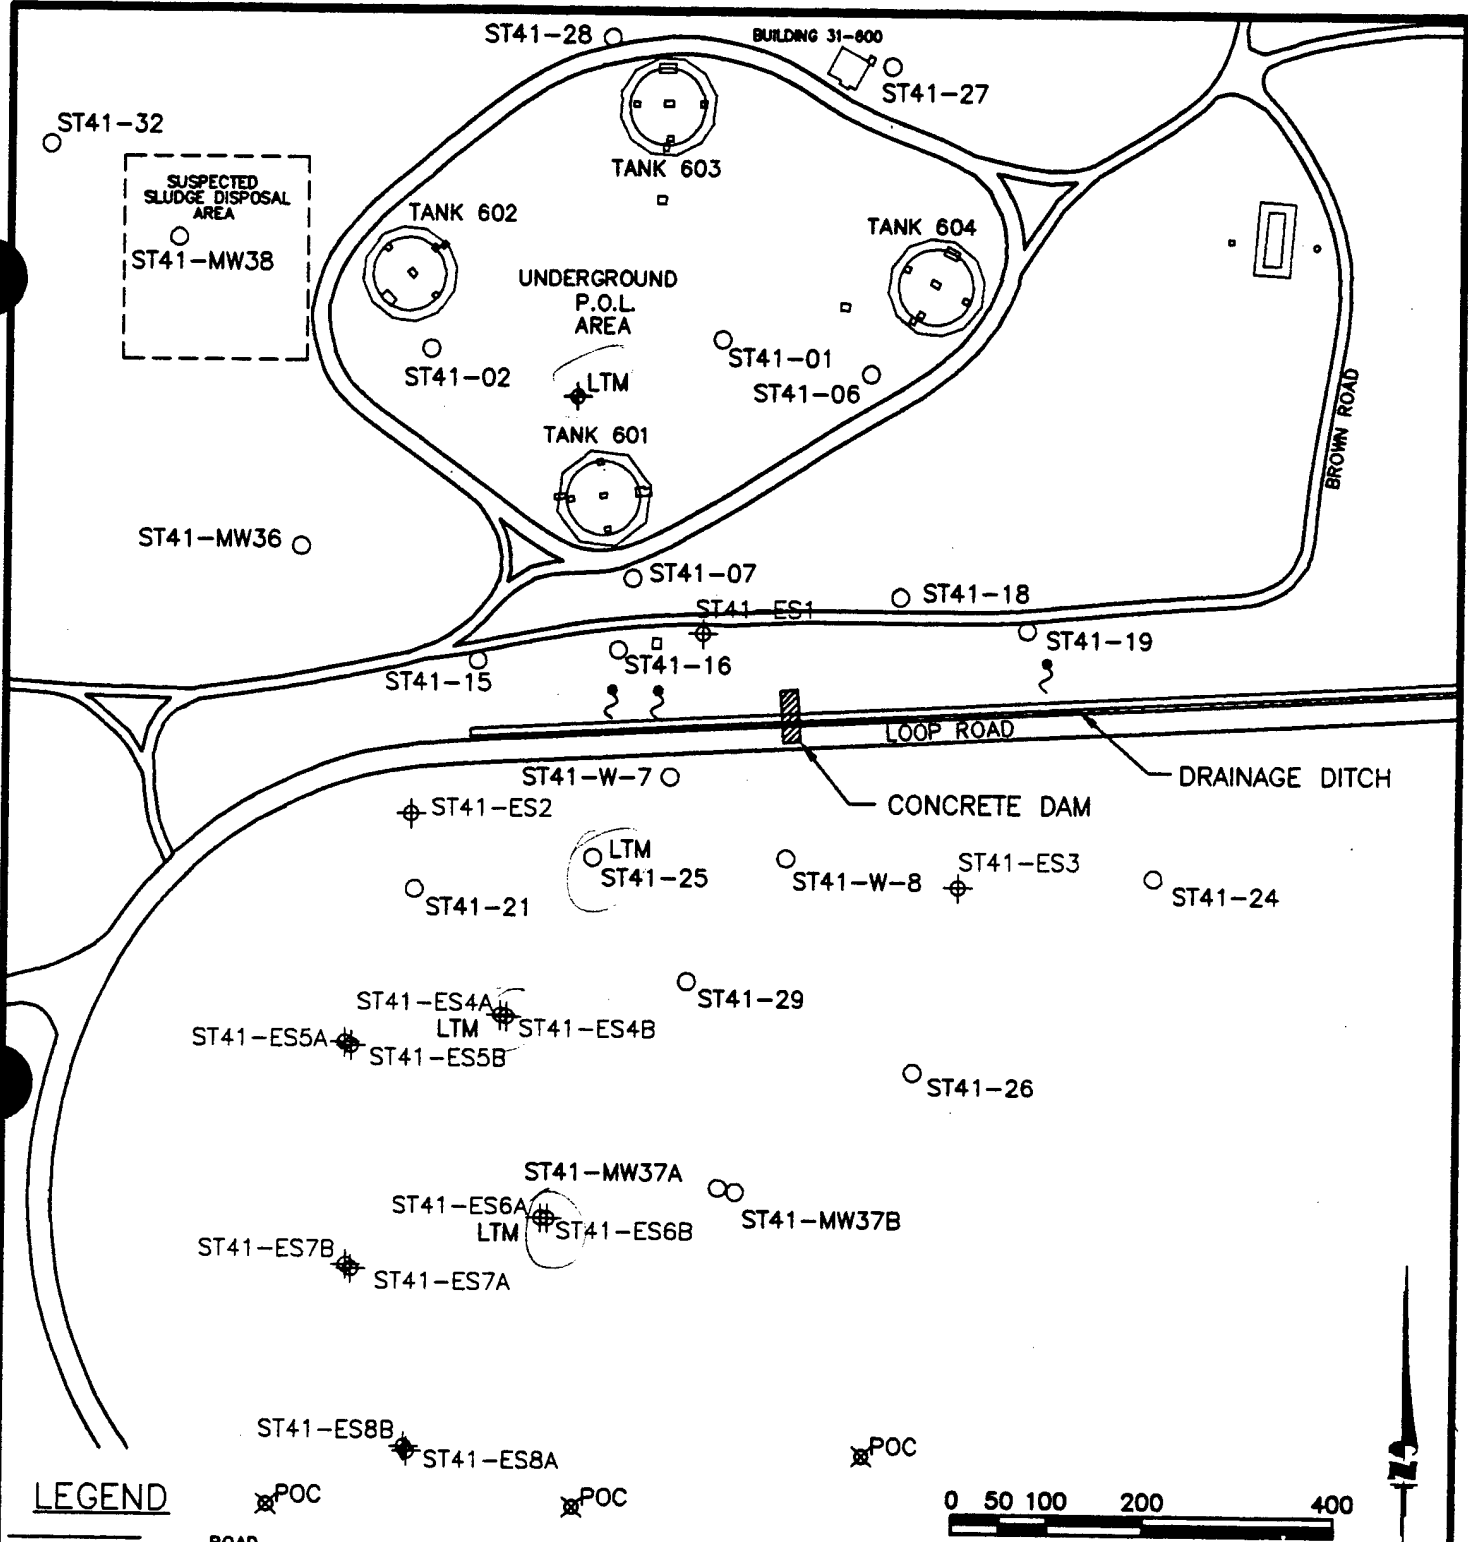 ST41-28
BUILDING 31-600
ST41-27
ST41-32
TANK 603
SUSPECTED
SLUDGE DISPOSAL
AREA
TANK 602
TANK 604
ST41-MW38
UNDERGROUND
P.O.L.
AREA
ST41-01
ST41-02
LTM
ST41-06
BROWN ROAD
TANK 601
ST41-MW36
ST41-07
ST41-18
ST41-ES1
ST41-19
ST41-16
ST41-15
LOOP ROAD
ST41-W-7
DRAINAGE DITCH
ST41-ES2
CONCRETE DAM
LTM
ST41-25
ST41-W-8
ST41-ES3
ST41-21
ST41-24
ST41-29
ST41-ES4A
LTM
ST41-ES4B
ST41-ES5A
ST41-ES5B
ST41-26
ST41-MW37A
ST41-ES6A
LTM
ST41-ES6B
ST41-MW37B
ST41-ES7B
ST41-ES7A
ST41-ES8B
ST41-ES8A
POC
LEGEND
POC
POC
0 50 100 200 400
N
ROAD